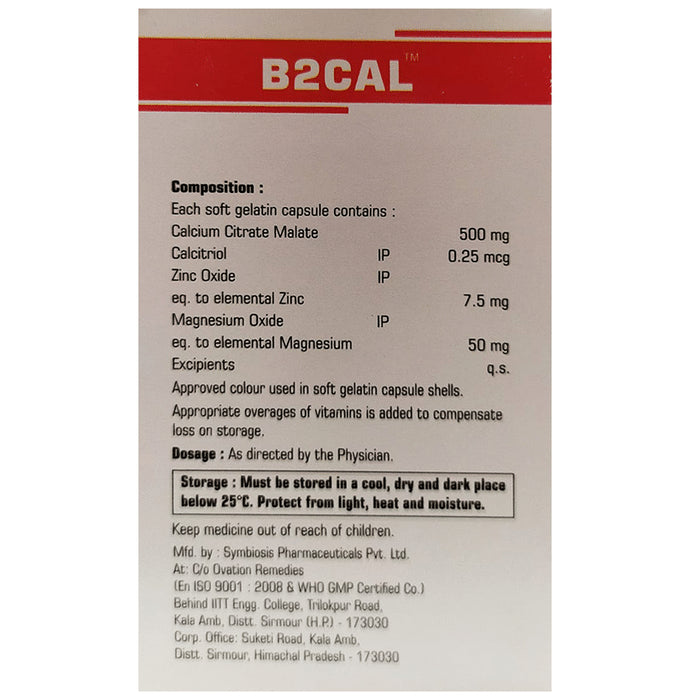 B2CAL™
Composition :
Each soft gelatin capsule contains :
Calcium Citrate Malate 500 mg
Calcitriol IP 0.25 mcg
Zinc Oxide IP
eq. to elemental Zinc 7.5 mg
Magnesium Oxide IP
eq. to elemental Magnesium 50 mg
Excipients q.s.
Approved colour used in soft gelatin capsule shells.
Appropriate overages of vitamins is added to compensate
loss on storage.
Dosage : As directed by the Physician.
Storage : Must be stored in a cool, dry and dark place
below 25°C. Protect from light, heat and moisture.
Keep medicine out of reach of children.
Mfd. by : Symbiosis Pharmaceuticals Pvt. Ltd.
At: C/o Ovation Remedies
(En ISO 9001 : 2008 & WHO GMP Certified Co.)
Behind IITT Engg. College, Trilokpur Road,
Kala Amb, Distt. Sirmour (H.P.) - 173030
Corp. Office: Suketi Road, Kala Amb,
Distt. Sirmour, Himachal Pradesh - 173030